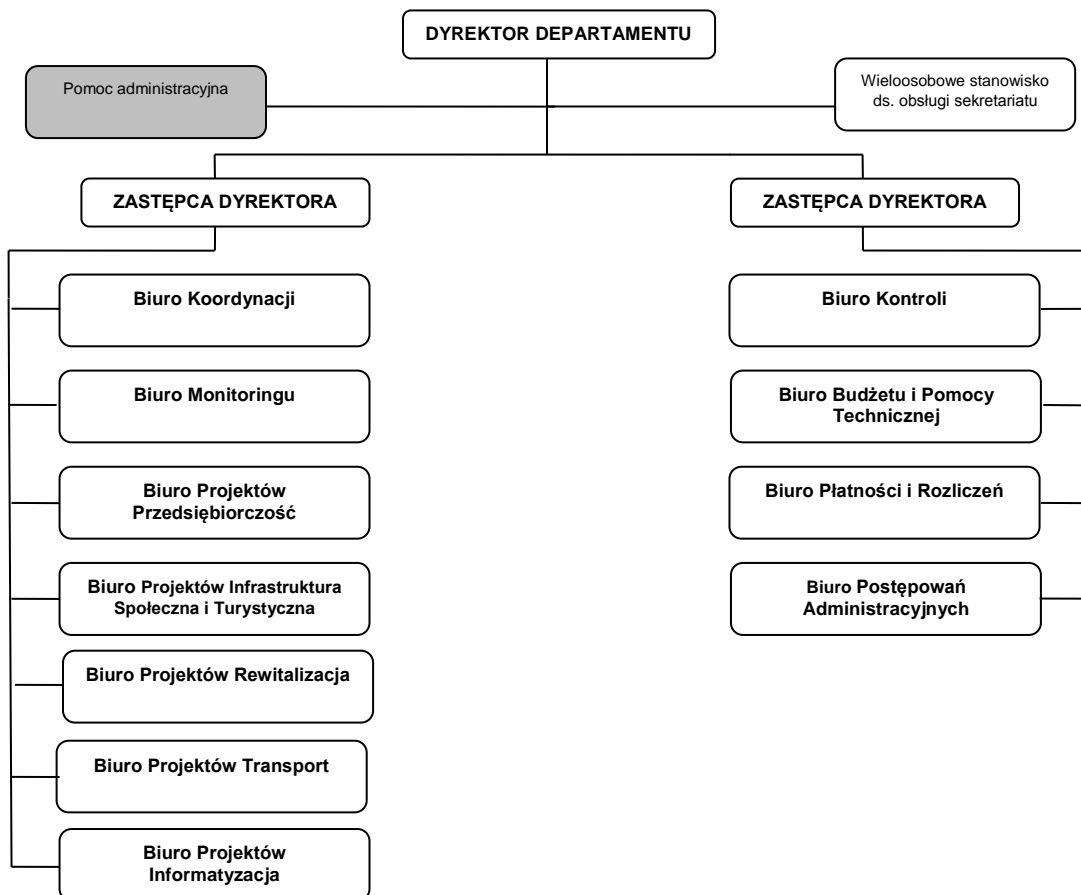 DYREKTOR DEPARTAMENTU
Pomoc administracyjna
Wieloosobowe stanowisko
ds. obsługi sekretariatu
ZASTĘPCA DYREKTORA
ZASTĘPCA DYREKTORA
Biuro Koordynacji
Biuro Monitoringu
Biuro Projektów
Przedsiębiorczość
Biuro Projektów Infrastruktura
Społeczna i Turystyczna
Biuro Projektów Rewitalizacja
Biuro Projektów Transport
Biuro Projektów
Informatyzacja
Biuro Kontroli
Biuro Budżetu i Pomocy
Technicznej
Biuro Płatności i Rozliczeń
Biuro Postępowań
Administracyjnych